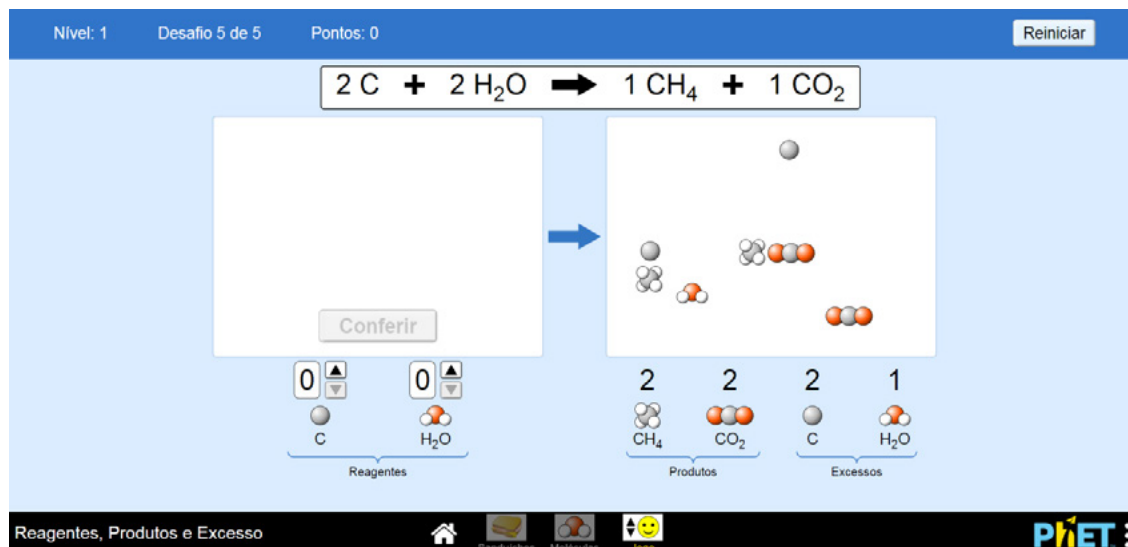 Nível: 1 Desafio 5 de 5 Pontos: 0 Reiniciar
2 C + 2 H₂O → 1 CH₄ + 1 CO₂
Conferir
0 0 2 2 2 1
C H₂O CH₄ CO₂ C H₂O
Reagentes Produtos Excessos
Reagentes, Produtos e Excesso PhET